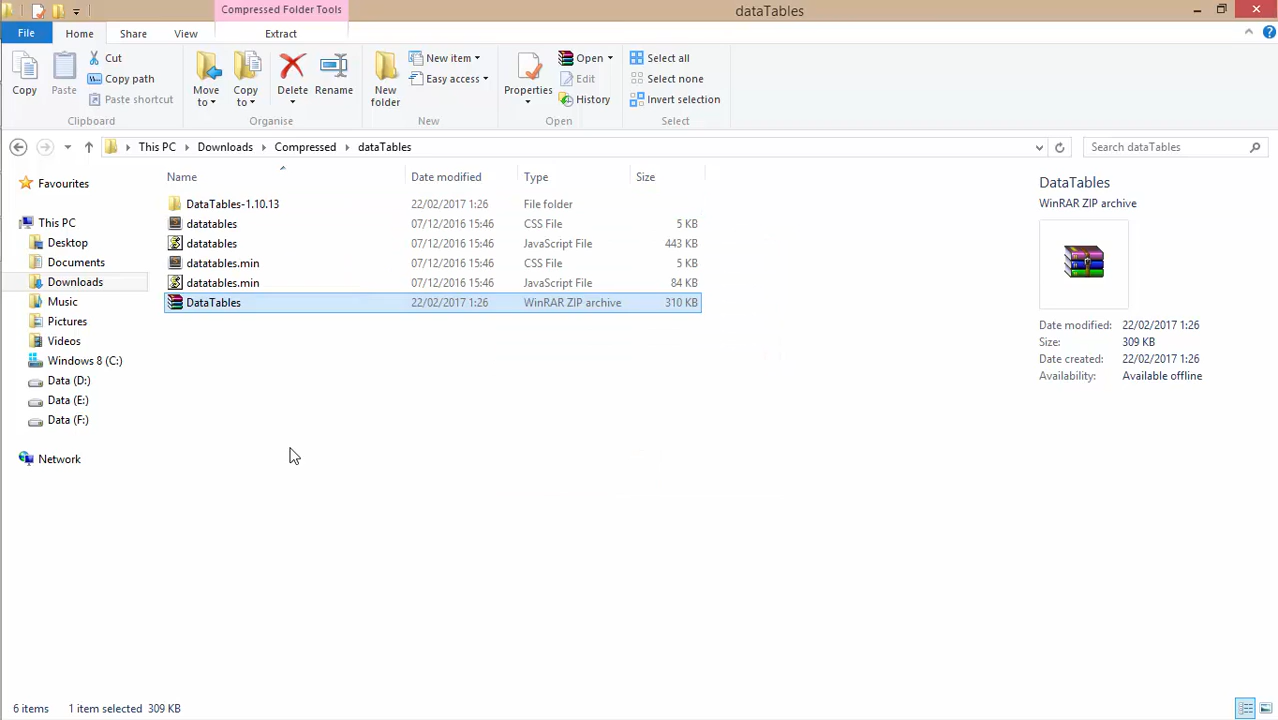 Compressed Folder Tools
dataTables
File Home Share View Extract
Copy
Paste
Cut
Copy path
Paste shortcut
Clipboard
Move to
Copy to
Delete
Rename
Organise
New folder
New item
Easy access
New
Properties
Open
Edit
History
Open
Select all
Select none
Invert selection
Select
This PC Downloads Compressed dataTables
Search dataTables
Favourites
This PC
Desktop
Documents
Downloads
Music
Pictures
Videos
Windows 8 (C:)
Data (D:)
Data (E:)
Data (F:)
Network
Name Date modified Type Size
DataTables-1.10.13 22/02/2017 1:26 File folder
datatables 07/12/2016 15:46 CSS File 5 KB
datatables 07/12/2016 15:46 JavaScript File 443 KB
datatables.min 07/12/2016 15:46 CSS File 5 KB
datatables.min 07/12/2016 15:46 JavaScript File 84 KB
DataTables 22/02/2017 1:26 WinRAR ZIP archive 310 KB
DataTables
WinRAR ZIP archive
Date modified: 22/02/2017 1:26
Size: 309 KB
Date created: 22/02/2017 1:26
Availability: Available offline
6 items 1 item selected 309 KB